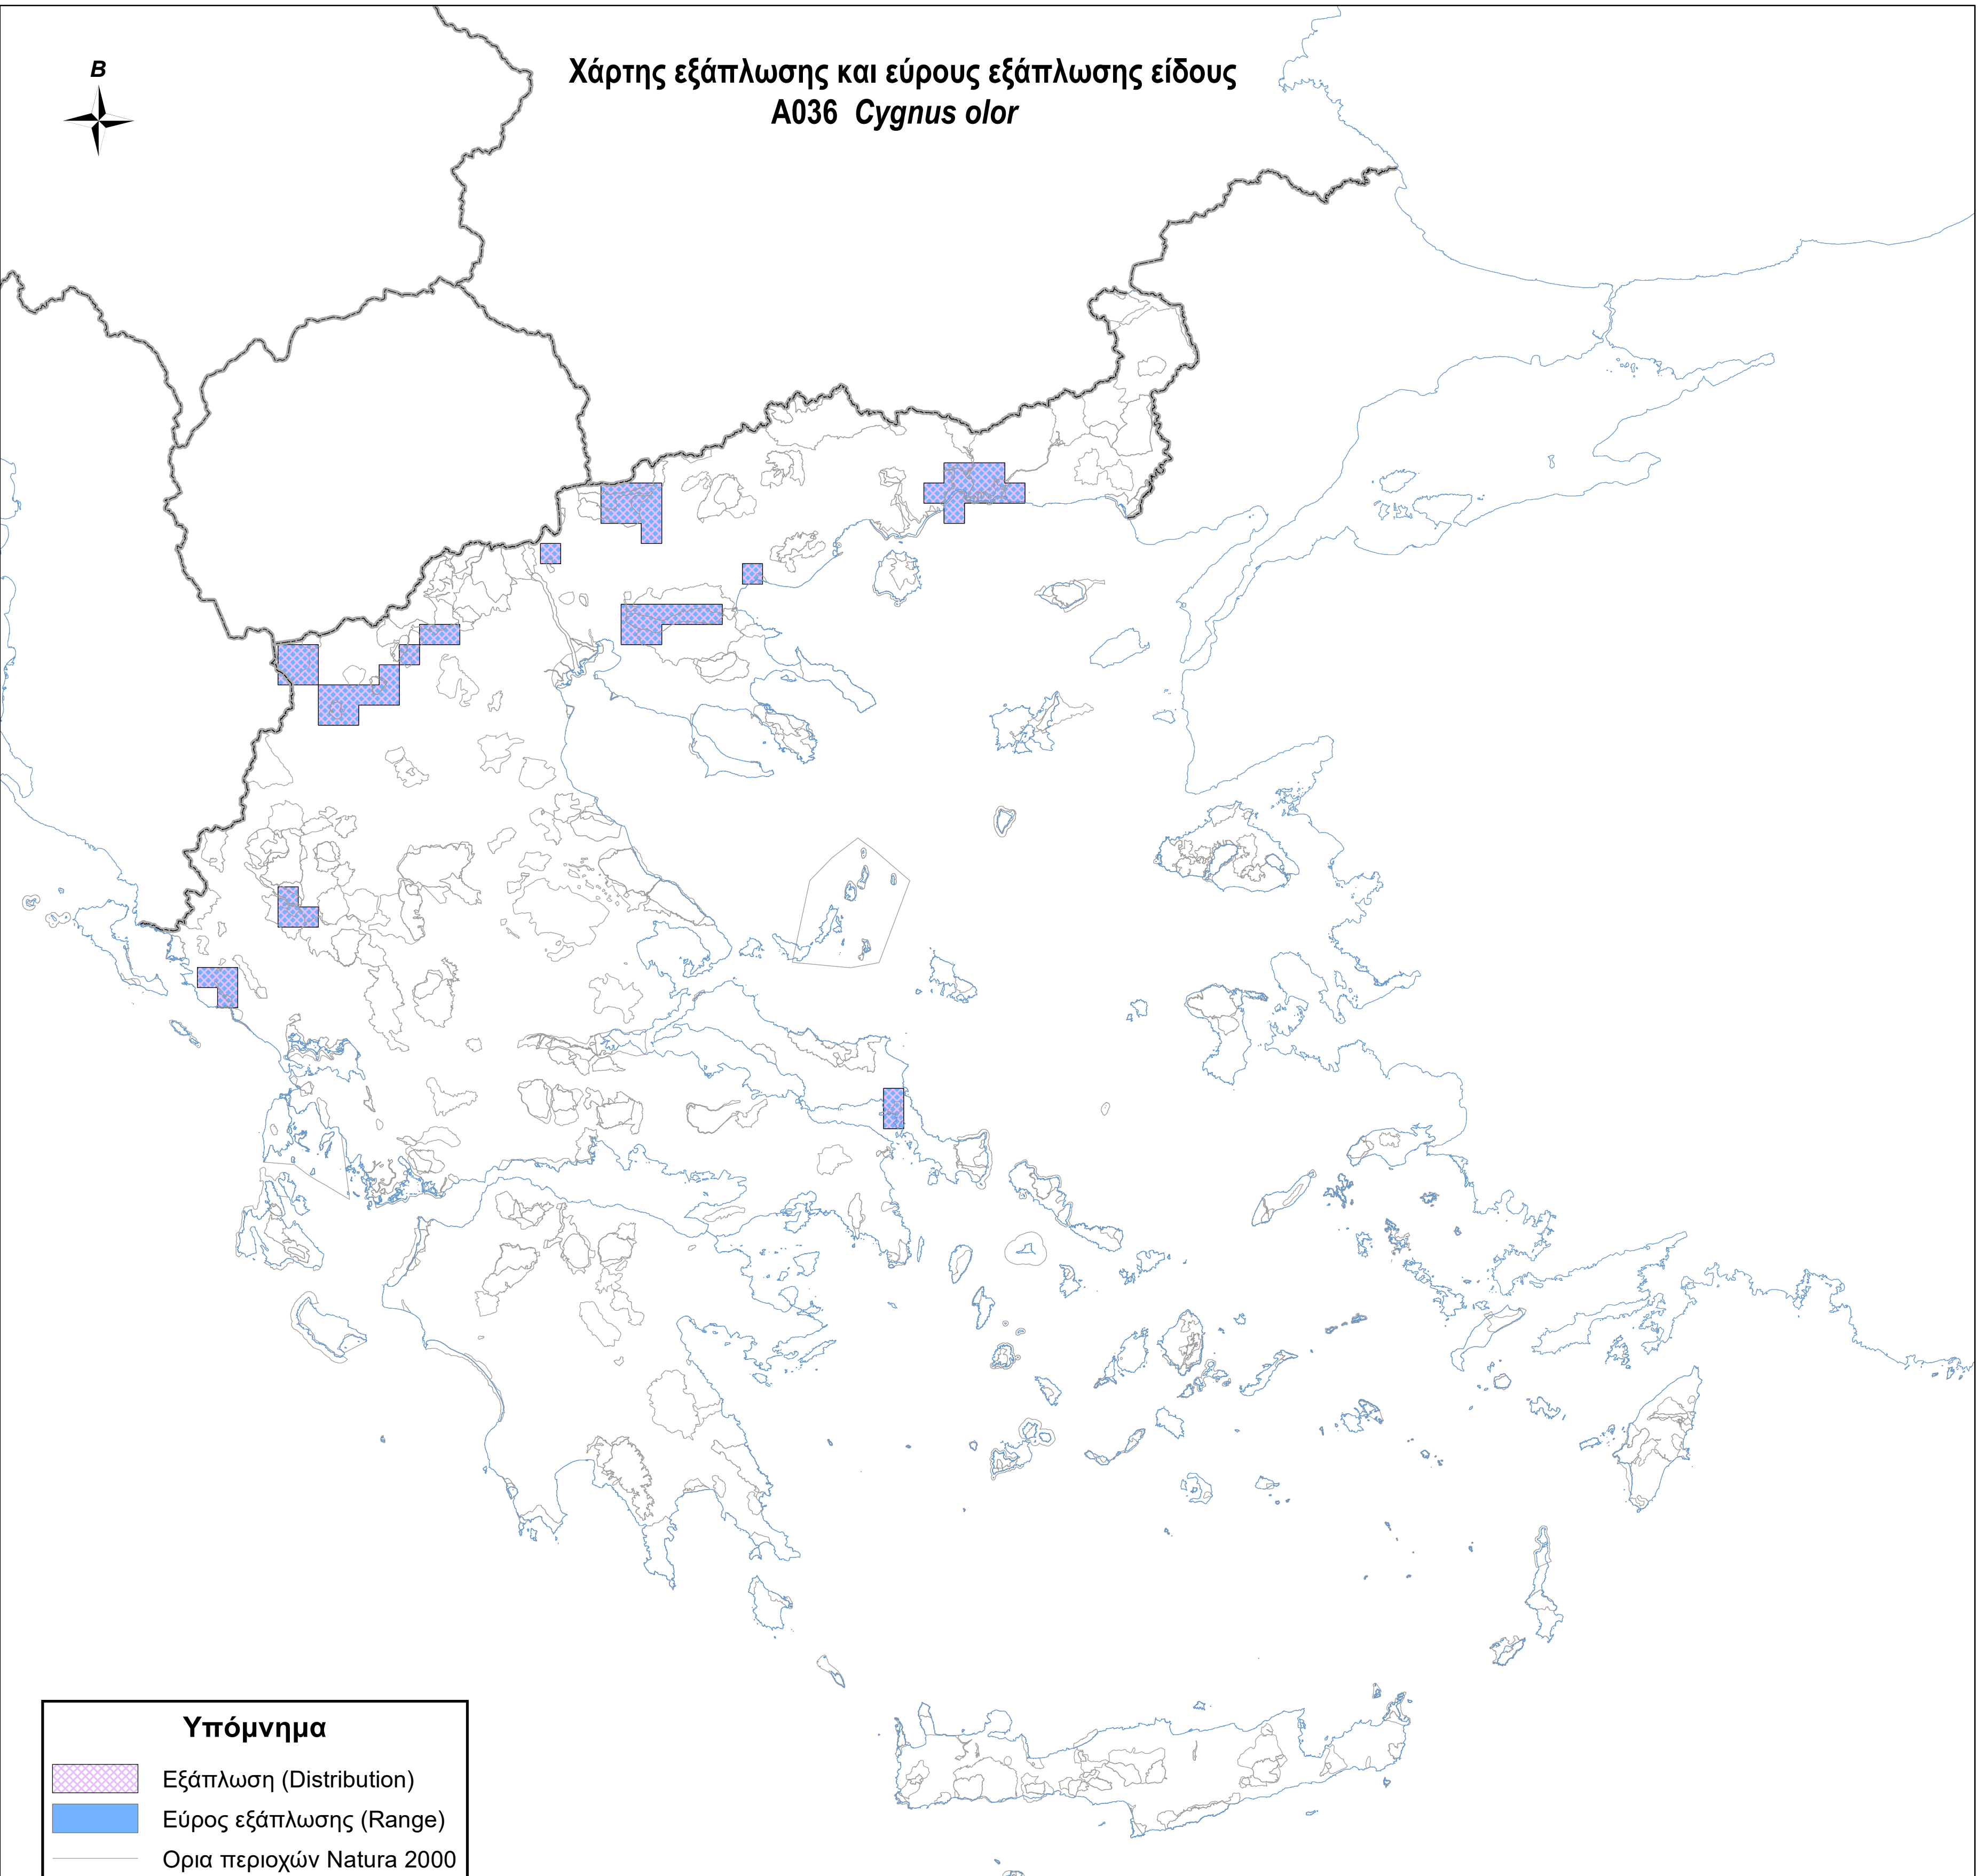 Β
Χάρτης εξάπλωσης και εύρους εξάπλωσης είδους
A036 Cygnus olor
Υπόμνημα
Εξάπλωση (Distribution)
Εύρος εξάπλωσης (Range)
Ορια περιοχών Natura 2000